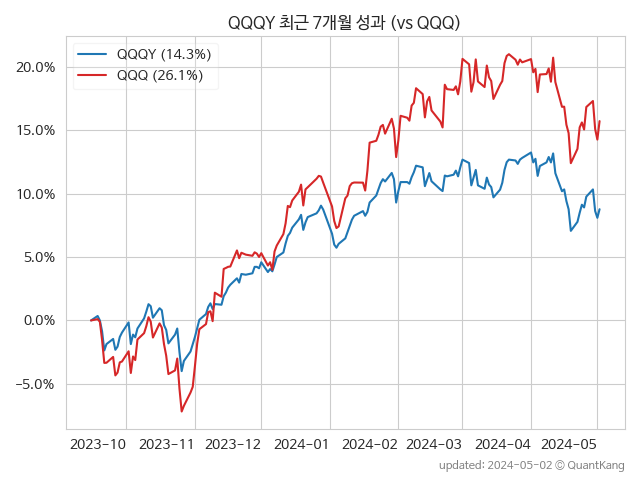 QQQY 최근 7개월 성과 (vs QQQ)
QQQY (14.3%)
QQQ (26.1%)
20.0%
15.0%
10.0%
5.0%
0.0%
−5.0%
2023−10 2023−11 2023−12 2024−01 2024−02 2024−03 2024−04 2024−05
updated: 2024-05-02 © QuantKang